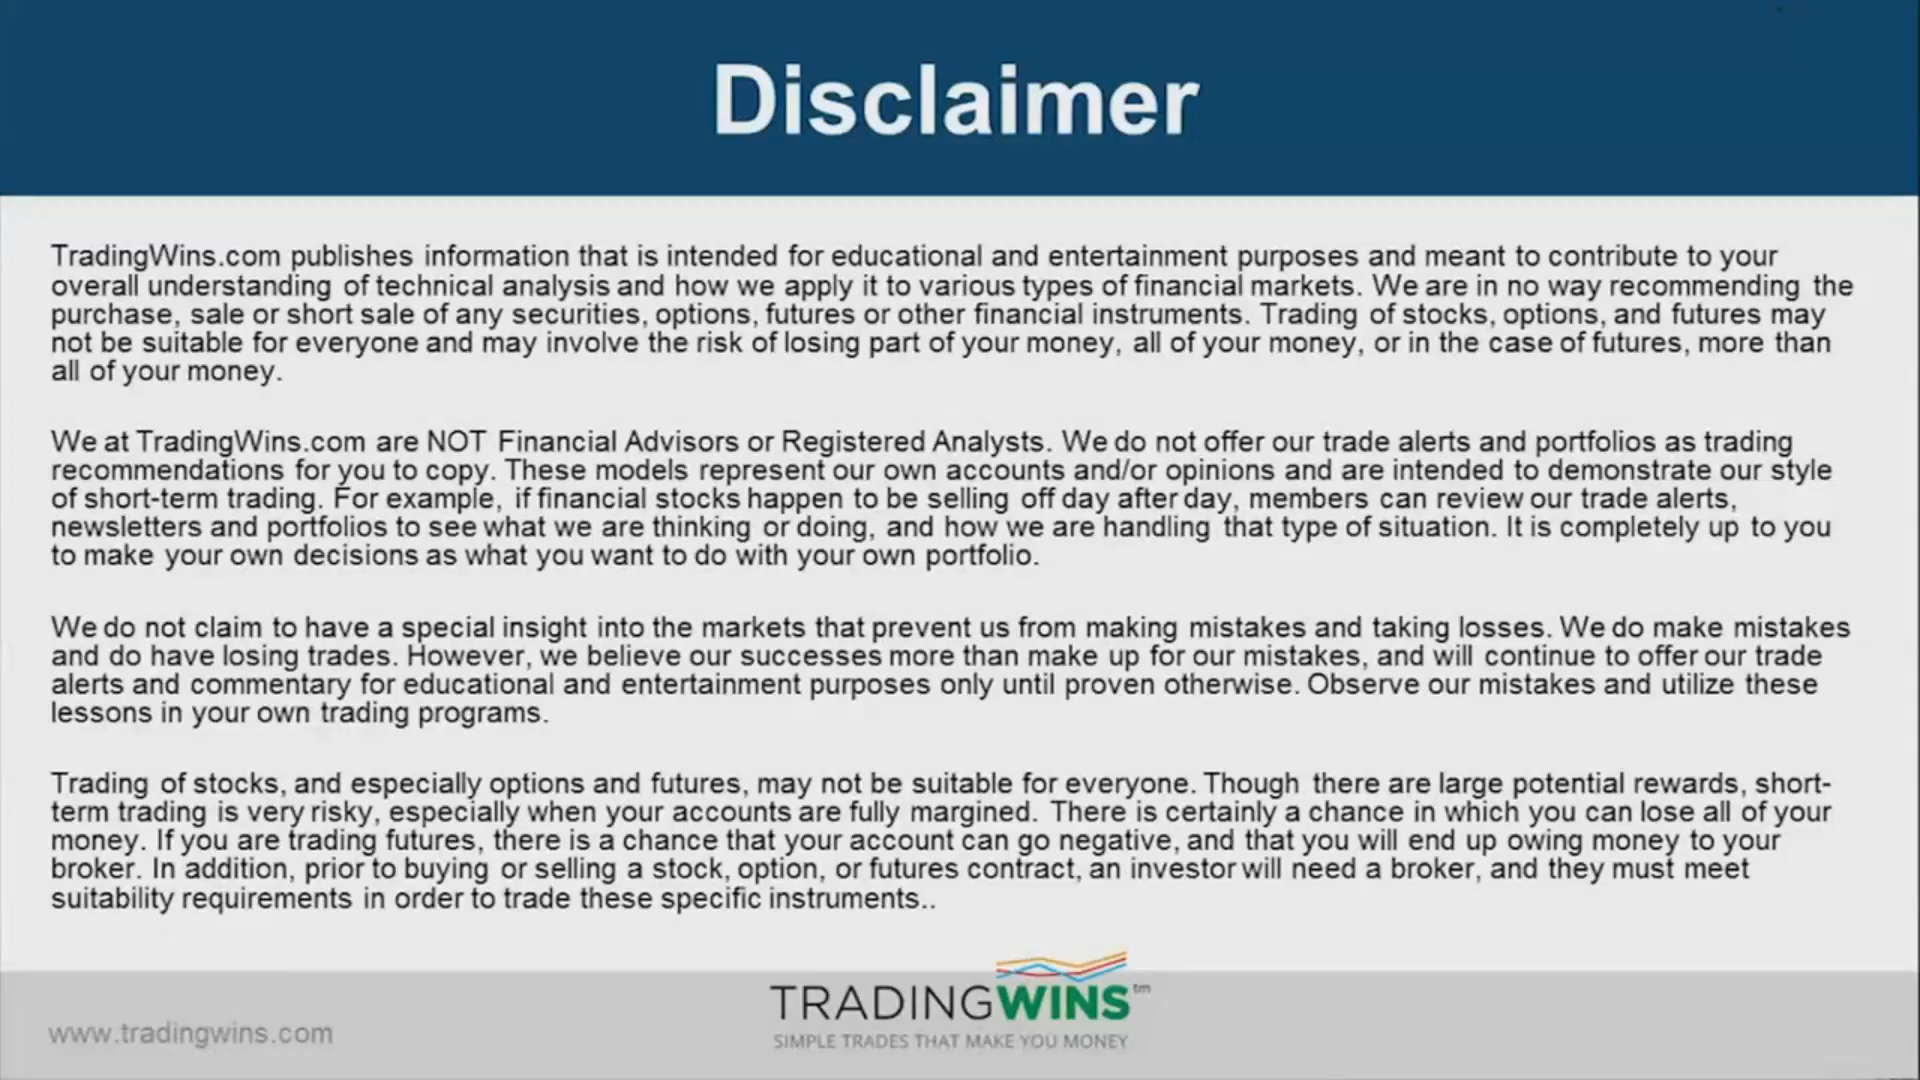 Disclaimer
TradingWins.com publishes information that is intended for educational and entertainment purposes and meant to contribute to your
overall understanding of technical analysis and how we apply it to various types of financial markets. We are in no way recommending the
purchase, sale or short sale of any securities, options, futures or other financial instruments. Trading of stocks, options, and futures may
not be suitable for everyone and may involve the risk of losing part of your money, all of your money, or in the case of futures, more than
all of your money.
We at TradingWins.com are NOT Financial Advisors or Registered Analysts. We do not offer our trade alerts and portfolios as trading
recommendations for you to copy. These models represent our own accounts and/or opinions and are intended to demonstrate our style
of short-term trading. For example, if financial stocks happen to be selling off day after day, members can review our trade alerts,
newsletters and portfolios to see what we are thinking or doing, and how we are handling that type of situation. It is completely up to you
to make your own decisions as what you want to do with your own portfolio.
We do not claim to have a special insight into the markets that prevent us from making mistakes and taking losses. We do make mistakes
and do have losing trades. However, we believe our successes more than make up for our mistakes, and will continue to offer our trade
alerts and commentary for educational and entertainment purposes only until proven otherwise. Observe our mistakes and utilize these
lessons in your own trading programs.
Trading of stocks, and especially options and futures, may not be suitable for everyone. Though there are large potential rewards, short-
term trading is very risky, especially when your accounts are fully margined. There is certainly a chance in which you can lose all of your
money. If you are trading futures, there is a chance that your account can go negative, and that you will end up owing money to your
broker. In addition, prior to buying or selling a stock, option, or futures contract, an investor will need a broker, and they must meet
suitability requirements in order to trade these specific instruments..
TRADINGWINS tm
www.tradingwins.com
SIMPLE TRADES THAT MAKE YOU MONEY